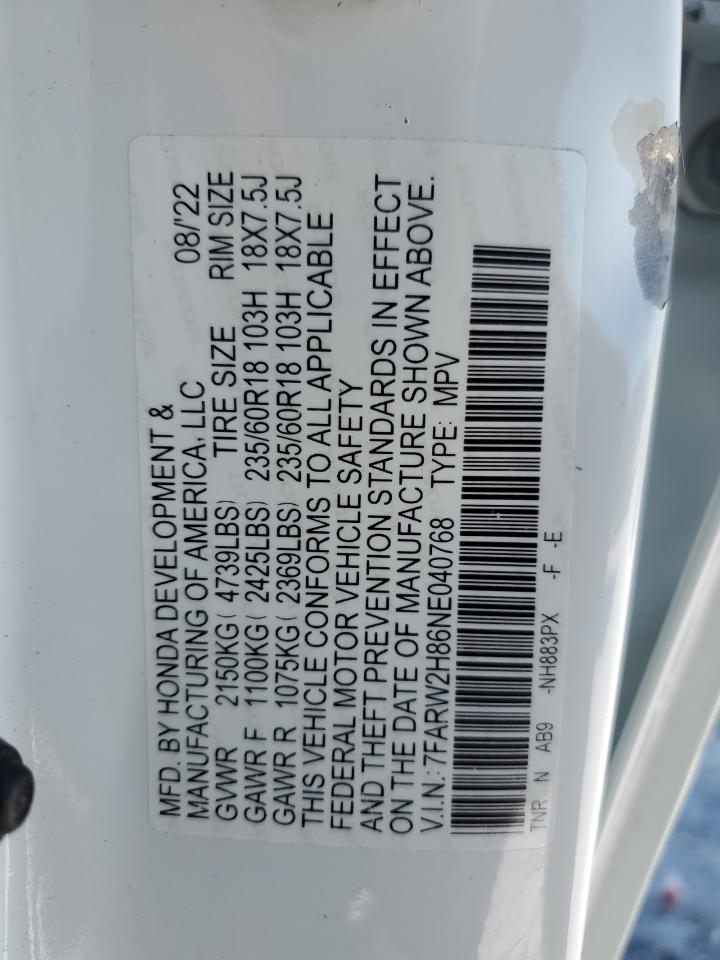 MFD. BY HONDA DEVELOPMENT &
MANUFACTURING OF AMERICA, LLC 08/'22
GVWR 2150KG( 4739LBS) TIRE SIZE RIM SIZE
GAWR F 1100KG( 2425LBS) 235/60R18 103H 18X7.5J
GAWR R 1075KG( 2369LBS) 235/60R18 103H 18X7.5J
THIS VEHICLE CONFORMS TO ALL APPLICABLE
FEDERAL MOTOR VEHICLE SAFETY
AND THEFT PREVENTION STANDARDS IN EFFECT
ON THE DATE OF MANUFACTURE SHOWN ABOVE.
V.I.N.: 7FARW2H86NE040768 TYPE: MPV
TNR N AB9 -NH883PX -F -E